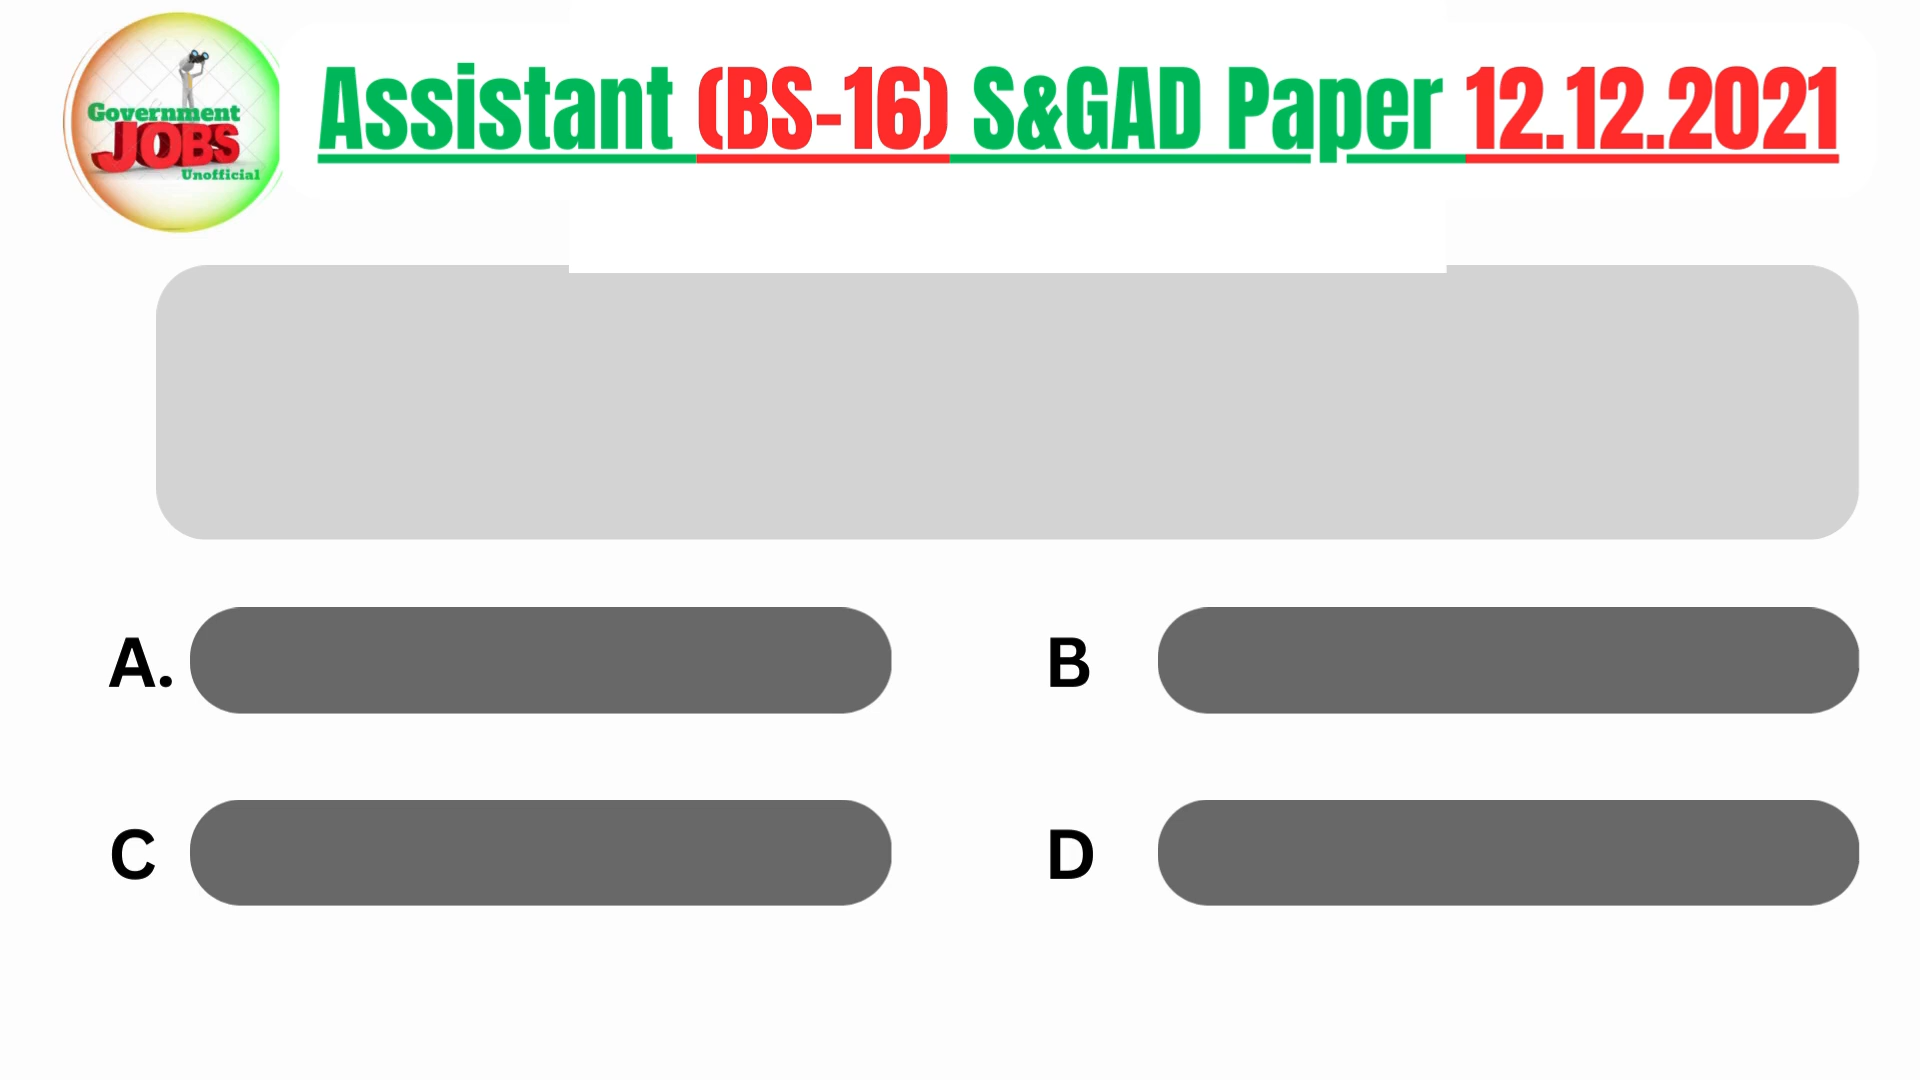 Government
JOBS
Unofficial
Assistant (BS-16) S&GAD Paper 12.12.2021
A.
B
C
D